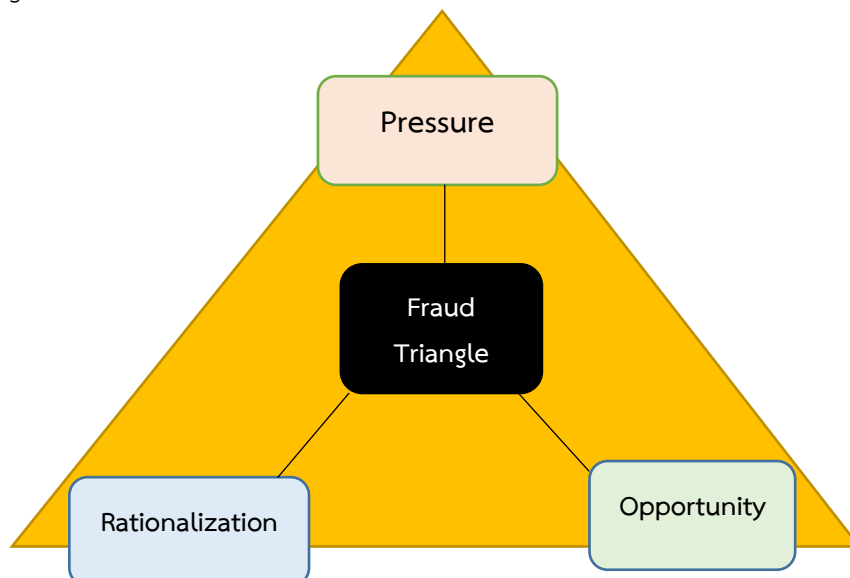 Pressure
Fraud
Triangle
Rationalization
Opportunity